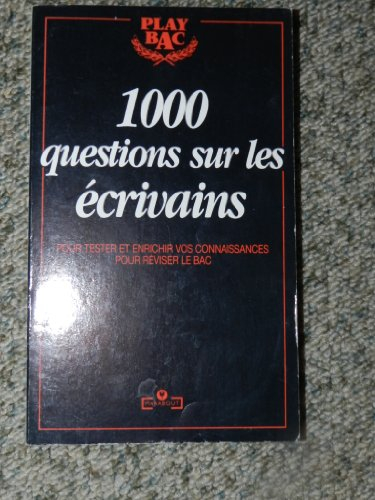 PLAY
BAC
1000
questions sur les
écrivains
POUR TESTER ET ENRICHIR VOS CONNAISSANCES
POUR RÉVISER LE BAC
MARABOUT